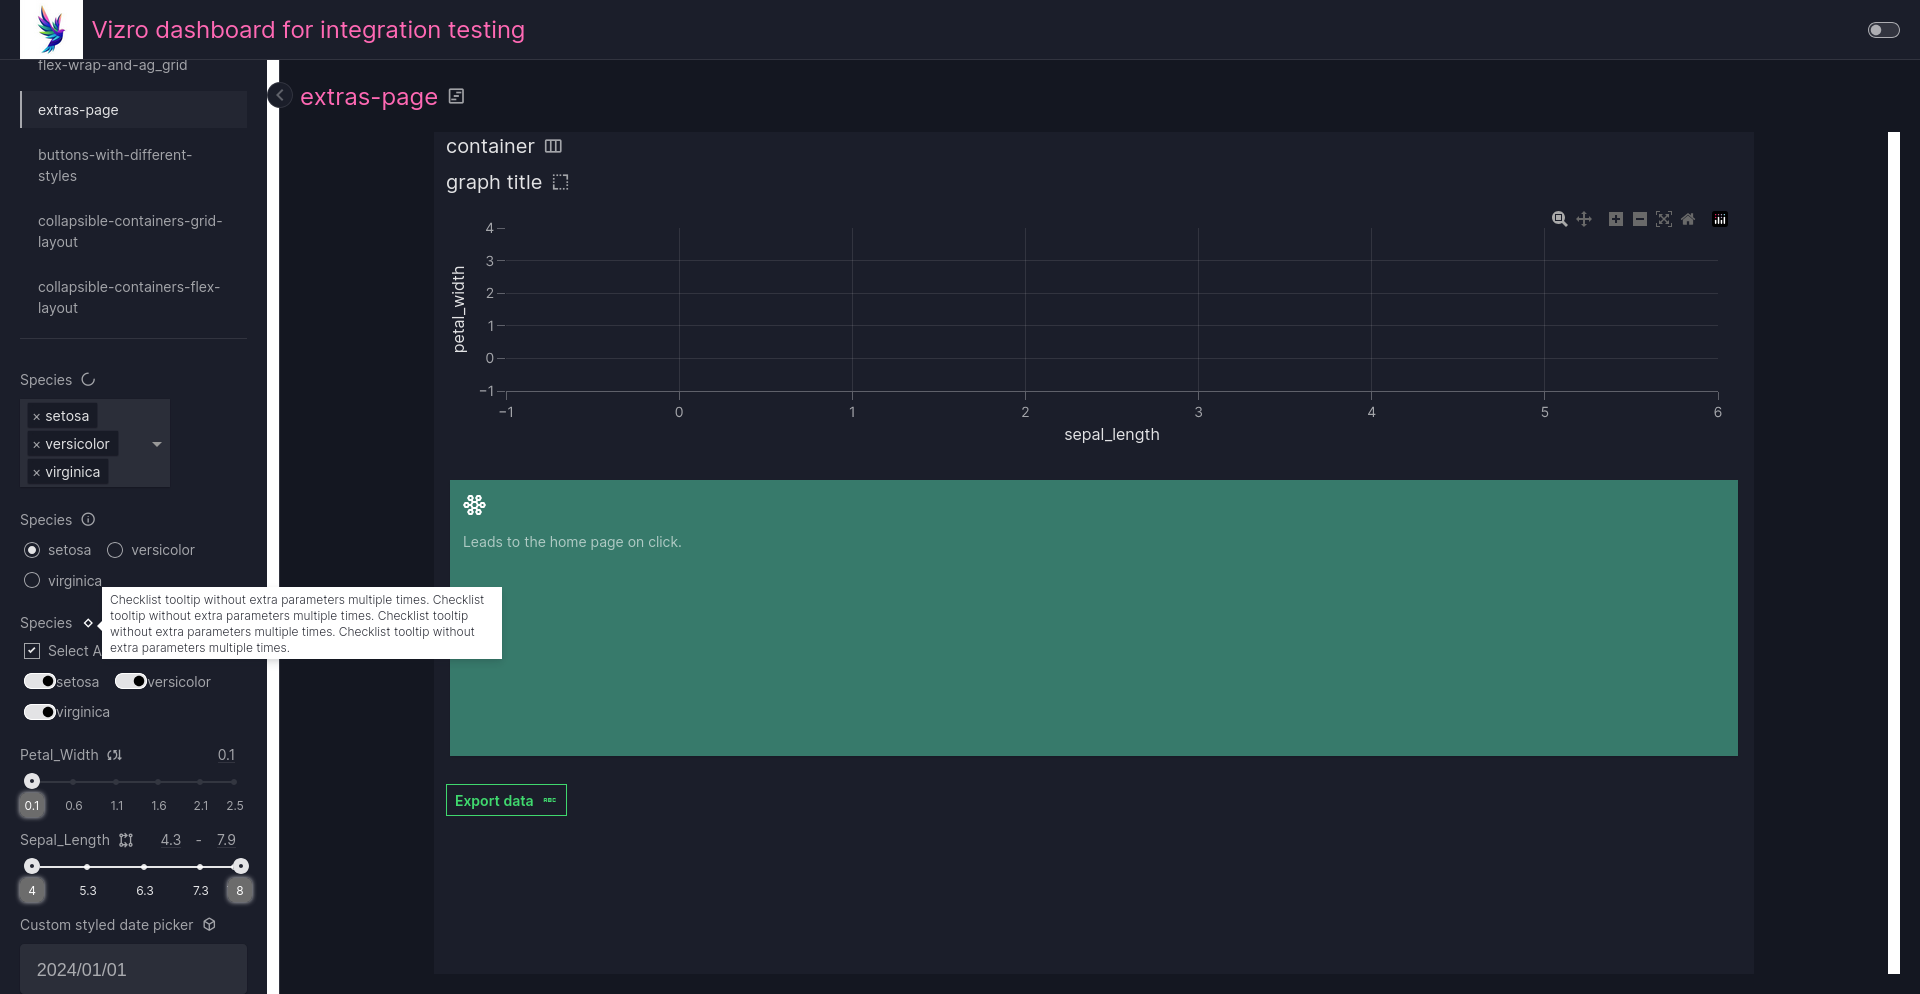 Vizro dashboard for integration testing
flex-wrap-and-ag_grid
extras-page
buttons-with-different-
styles
collapsible-containers-grid-
layout
collapsible-containers-flex-
layout
Species
× setosa
× versicolor
× virginica
Species
setosa versicolor
virginica
Species
Checklist tooltip without extra parameters multiple times. Checklist
tooltip without extra parameters multiple times. Checklist tooltip
without extra parameters multiple times. Checklist tooltip without
extra parameters multiple times.
Select A
setosa versicolor
virginica
Petal_Width 0.1
0.1 0.6 1.1 1.6 2.1 2.5
Sepal_Length 4.3 - 7.9
4 5.3 6.3 7.3 8
Custom styled date picker
2024/01/01
extras-page
container
graph title
4
3
2
1
0
−1
petal_width
−1 0 1 2 3 4 5 6
sepal_length
Leads to the home page on click.
Export data ABC